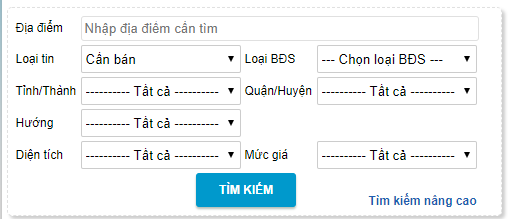 Địa điểm Nhập địa điểm cần tìm
Loại tin Cần bán Loại BĐS --- Chọn loại BĐS ---
Tỉnh/Thành ---------- Tất cả ---------- Quận/Huyện ---------- Tất cả ----------
Hướng ---------- Tất cả ----------
Diện tích ---------- Tất cả ---------- Mức giá ---------- Tất cả ----------
TÌM KIẾM
Tìm kiếm nâng cao